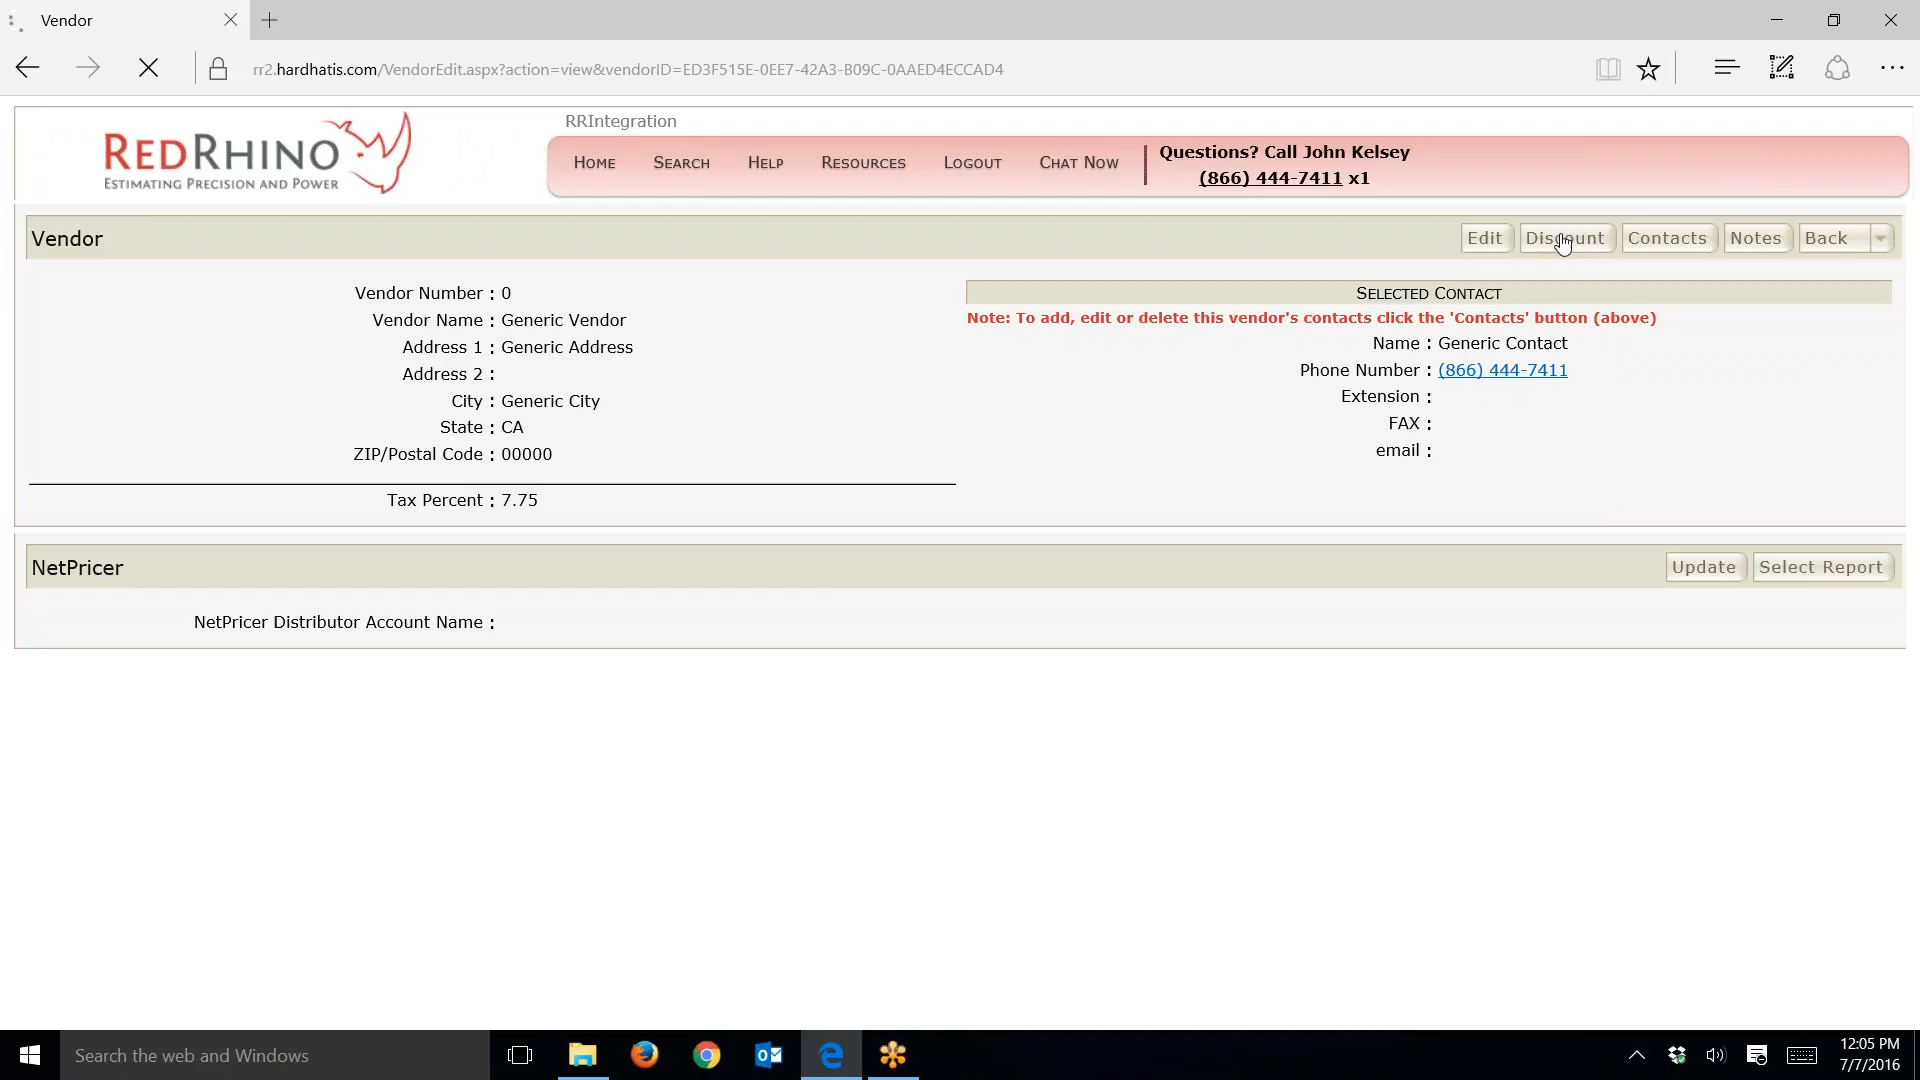 Vendor
rr2.hardhatis.com/VendorEdit.aspx?action=view&vendorID=ED3F515E-0EE7-42A3-B09C-0AAED4ECCAD4
REDRHINO
ESTIMATING PRECISION AND POWER
RRIntegration
HOME SEARCH HELP RESOURCES LOGOUT CHAT NOW
Questions? Call John Kelsey
(866) 444-7411 x1
Vendor
Edit Discount Contacts Notes Back
Vendor Number : 0
Vendor Name : Generic Vendor
Address 1 : Generic Address
Address 2 :
City : Generic City
State : CA
ZIP/Postal Code : 00000
Tax Percent : 7.75
SELECTED CONTACT
Note: To add, edit or delete this vendor's contacts click the 'Contacts' button (above)
Name : Generic Contact
Phone Number : (866) 444-7411
Extension :
FAX :
email :
NetPricer
Update Select Report
NetPricer Distributor Account Name :
Search the web and Windows
12:05 PM
7/7/2016